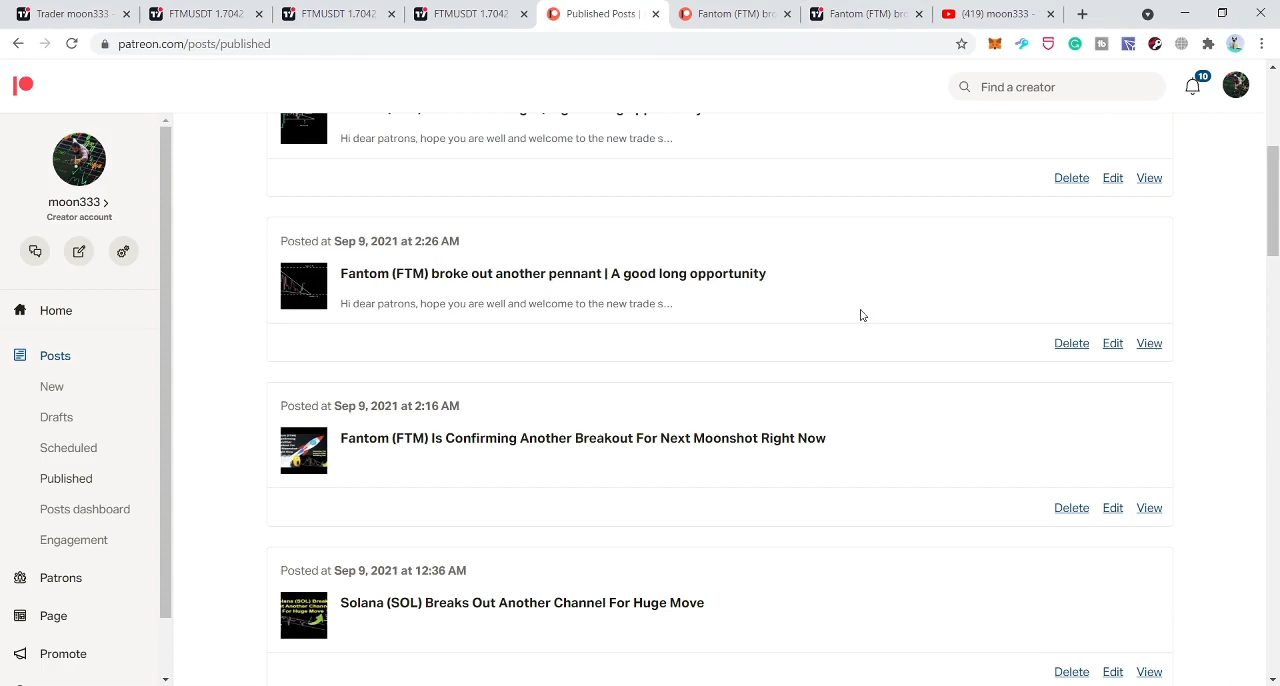 Trader moon333 -
FTMUSDT 1.7042
FTMUSDT 1.7042
FTMUSDT 1.7042
Published Posts |
Fantom (FTM) bro
Fantom (FTM) bro
(419) moon333 -
patreon.com/posts/published
Find a creator
10
moon333
Creator account
Home
Posts
New
Drafts
Scheduled
Published
Posts dashboard
Engagement
Patrons
Page
Promote
Hi dear patrons, hope you are well and welcome to the new trade s...
Delete Edit View
Posted at Sep 9, 2021 at 2:26 AM
Fantom (FTM) broke out another pennant | A good long opportunity
Hi dear patrons, hope you are well and welcome to the new trade s...
Delete Edit View
Posted at Sep 9, 2021 at 2:16 AM
Fantom (FTM) Is Confirming Another Breakout For Next Moonshot Right Now
Delete Edit View
Posted at Sep 9, 2021 at 12:36 AM
Solana (SOL) Breaks Out Another Channel For Huge Move
Delete Edit View